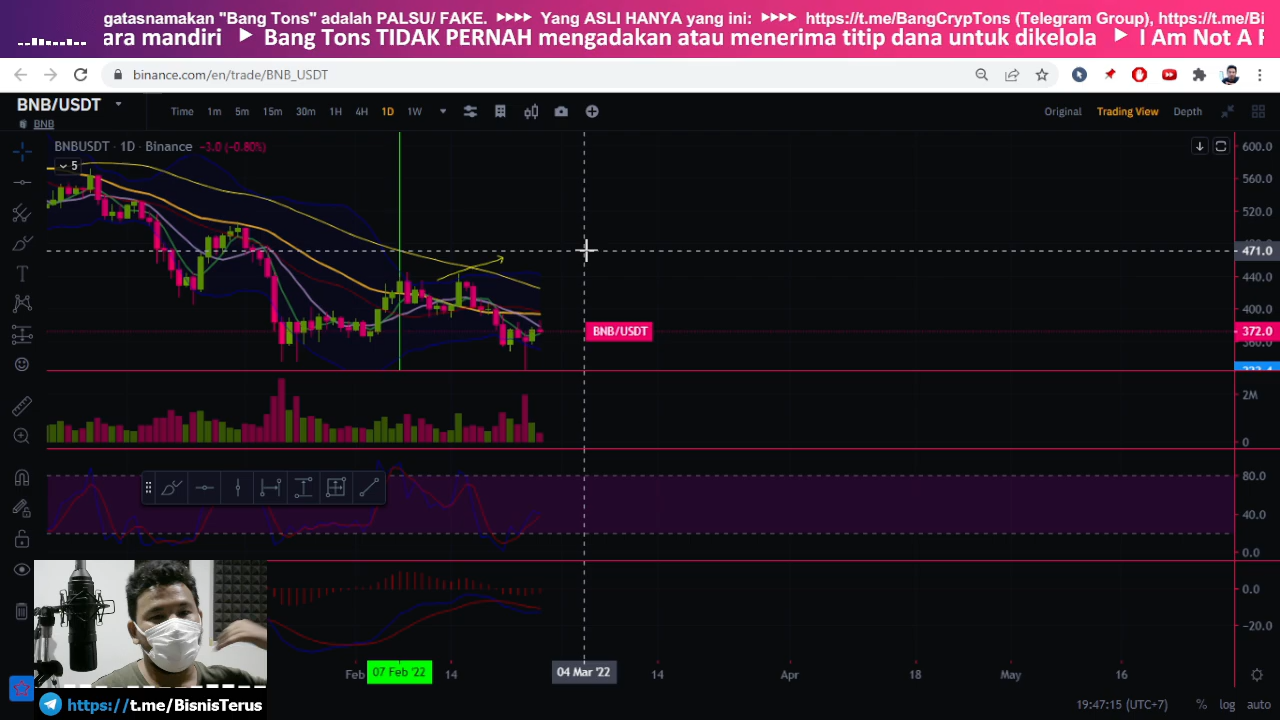 gatasnamakan "Bang Tons" adalah PALSU/ FAKE. ▸▸▸▸ Yang ASLI HANYA yang ini: ▸▸▸▸ https://t.me/BangCrypTons (Telegram Group), https://t.me/Bi
ara mandiri ▶ Bang Tons TIDAK PERNAH mengadakan atau menerima titip dana untuk dikelola ▶ I Am Not A F
binance.com/en/trade/BNB_USDT
BNB/USDT
BNB
Time 1m 5m 15m 30m 1H 4H 1D 1W
Original Trading View Depth
BNBUSDT · 1D · Binance −3.0 (−0.80%)
5
600.0
560.0
520.0
471.0
440.0
400.0
BNB/USDT
372.0
360.0
2M
0
80.0
40.0
0.0
0.0
−20.0
Feb 07 Feb '22 14 04 Mar '22 14 Apr 18 May 16
https://t.me/BisnisTerus
19:47:15 (UTC+7) % log auto